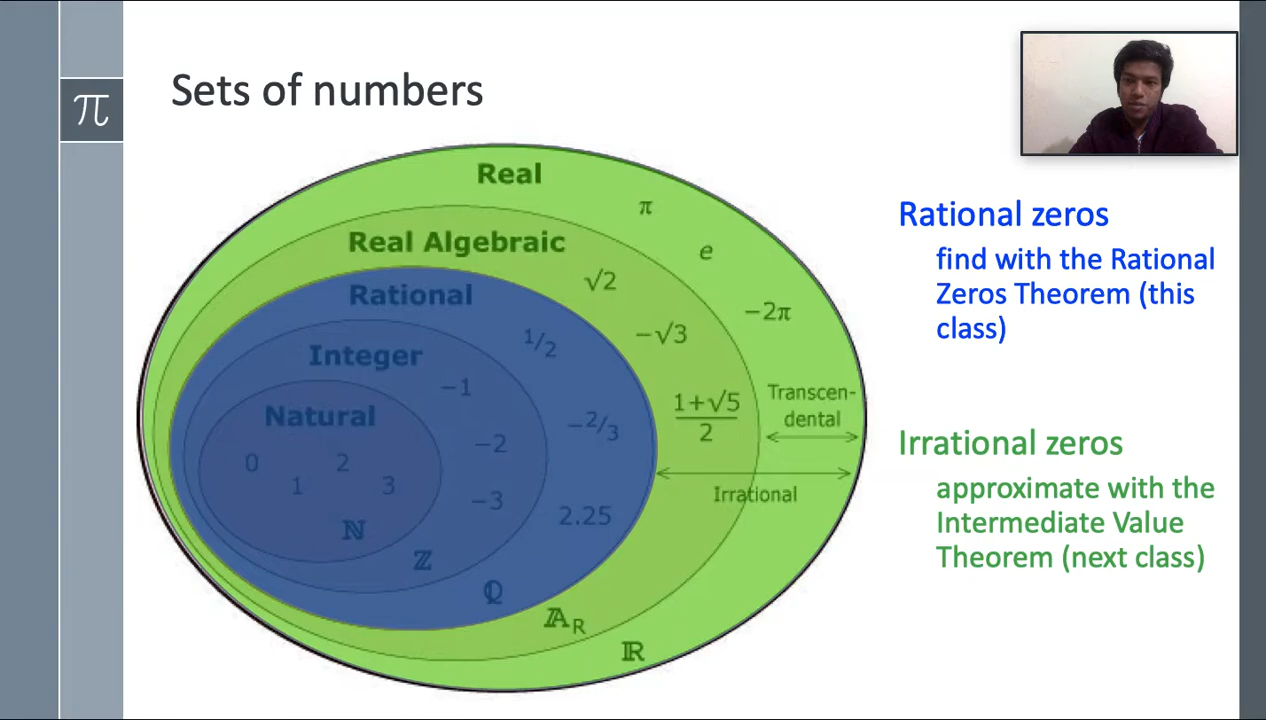 π
Sets of numbers
Real
π
Real Algebraic
e
√2
Rational
−2π
−√3
1/2
Integer
−1
Transcen-
dental
1+√5
2
Natural
−2/3
−2
0
2
1
3
Irrational
−3
2.25
ℕ
ℤ
ℚ
𝔸R
ℝ
Rational zeros
find with the Rational
Zeros Theorem (this
class)
Irrational zeros
approximate with the
Intermediate Value
Theorem (next class)